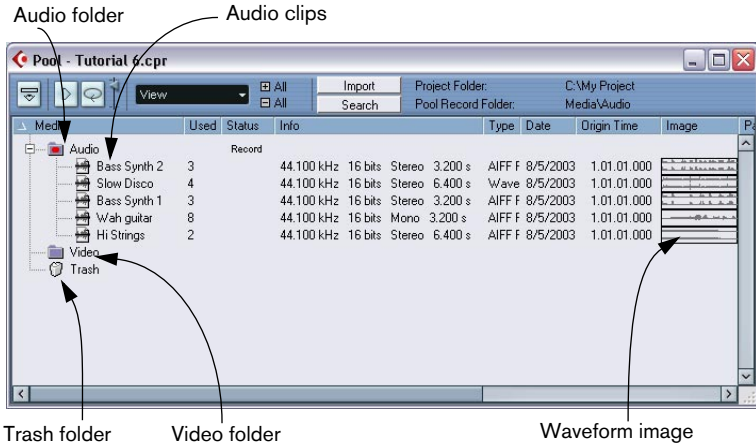 Audio folder
Audio clips
Pool - Tutorial 6.cpr
View
All
All
Import
Search
Project Folder: C:\My Project
Pool Record Folder: Media\Audio
Used Status Info Type Date Origin Time Image
Audio Record
Bass Synth 2 3 44.100 kHz 16 bits Stereo 3.200 s AIFF F 8/5/2003 1.01.01.000
Slow Disco 4 44.100 kHz 16 bits Stereo 6.400 s Wave 8/5/2003 1.01.01.000
Bass Synth 1 3 44.100 kHz 16 bits Stereo 3.200 s AIFF F 8/5/2003 1.01.01.000
Wah guitar 8 44.100 kHz 16 bits Mono 3.200 s AIFF F 8/5/2003 1.01.01.000
Hi Strings 2 44.100 kHz 16 bits Stereo 6.400 s AIFF F 8/5/2003 1.01.01.000
Video
Trash
Trash folder
Video folder
Waveform image